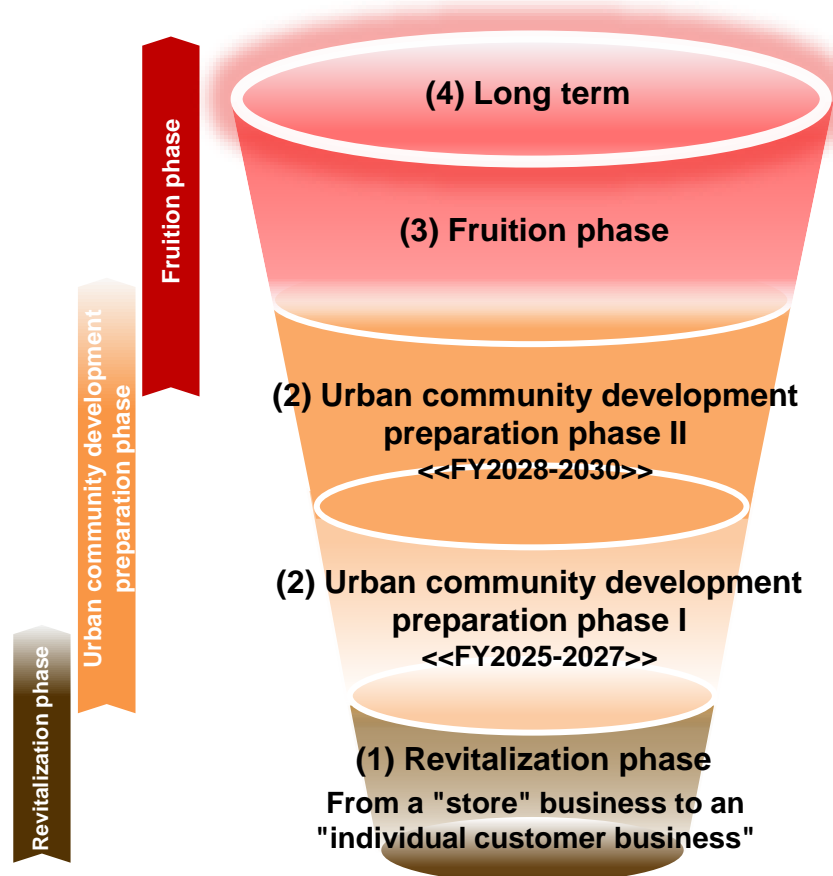 Fruition phase
Urban community development
preparation phase
Revitalization phase
(4) Long term
(3) Fruition phase
(2) Urban community development
preparation phase II
<<FY2028-2030>>
(2) Urban community development
preparation phase I
<<FY2025-2027>>
(1) Revitalization phase
From a "store" business to an
"individual customer business"